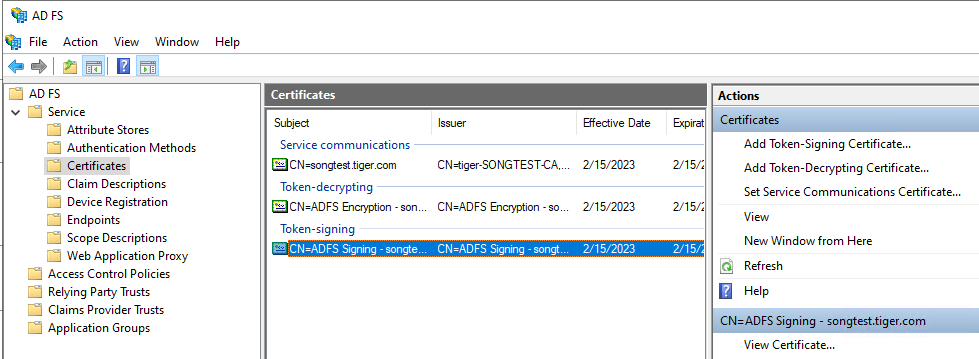 AD FS
File Action View Window Help
AD FS
Service
Attribute Stores
Authentication Methods
Certificates
Claim Descriptions
Device Registration
Endpoints
Scope Descriptions
Web Application Proxy
Access Control Policies
Relying Party Trusts
Claims Provider Trusts
Application Groups
Certificates
Subject Issuer Effective Date Expirat
Service communications
CN=songtest.tiger.com CN=tiger-SONGTEST-CA,... 2/15/2023 2/15/2
Token-decrypting
CN=ADFS Encryption - son... CN=ADFS Encryption - so... 2/15/2023 2/15/2
Token-signing
CN=ADFS Signing - songte... CN=ADFS Signing - songt... 2/15/2023 2/15/2
Actions
Certificates
Add Token-Signing Certificate...
Add Token-Decrypting Certificate...
Set Service Communications Certificate...
View
New Window from Here
Refresh
Help
CN=ADFS Signing - songtest.tiger.com
View Certificate...